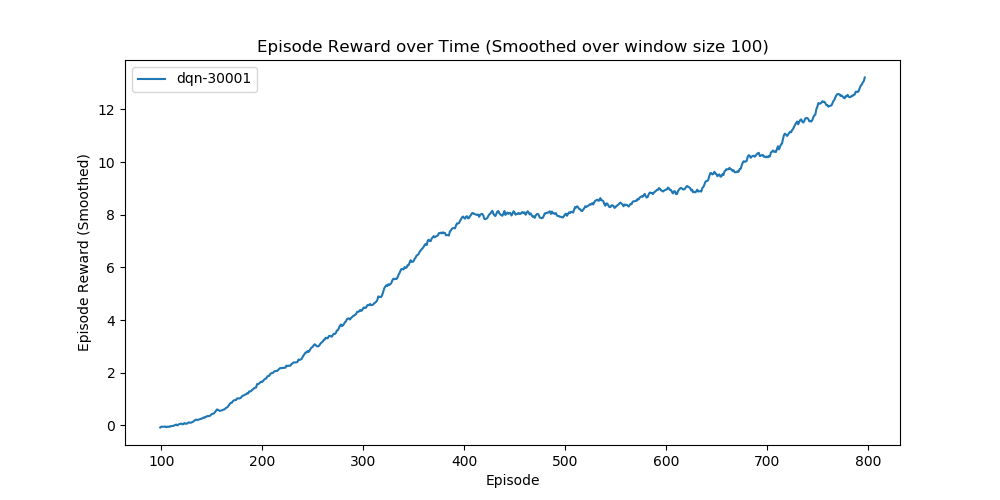 Episode Reward over Time (Smoothed over window size 100)
dqn-30001
Episode Reward (Smoothed)
12
10
8
6
4
2
0
100 200 300 400 500 600 700 800
Episode